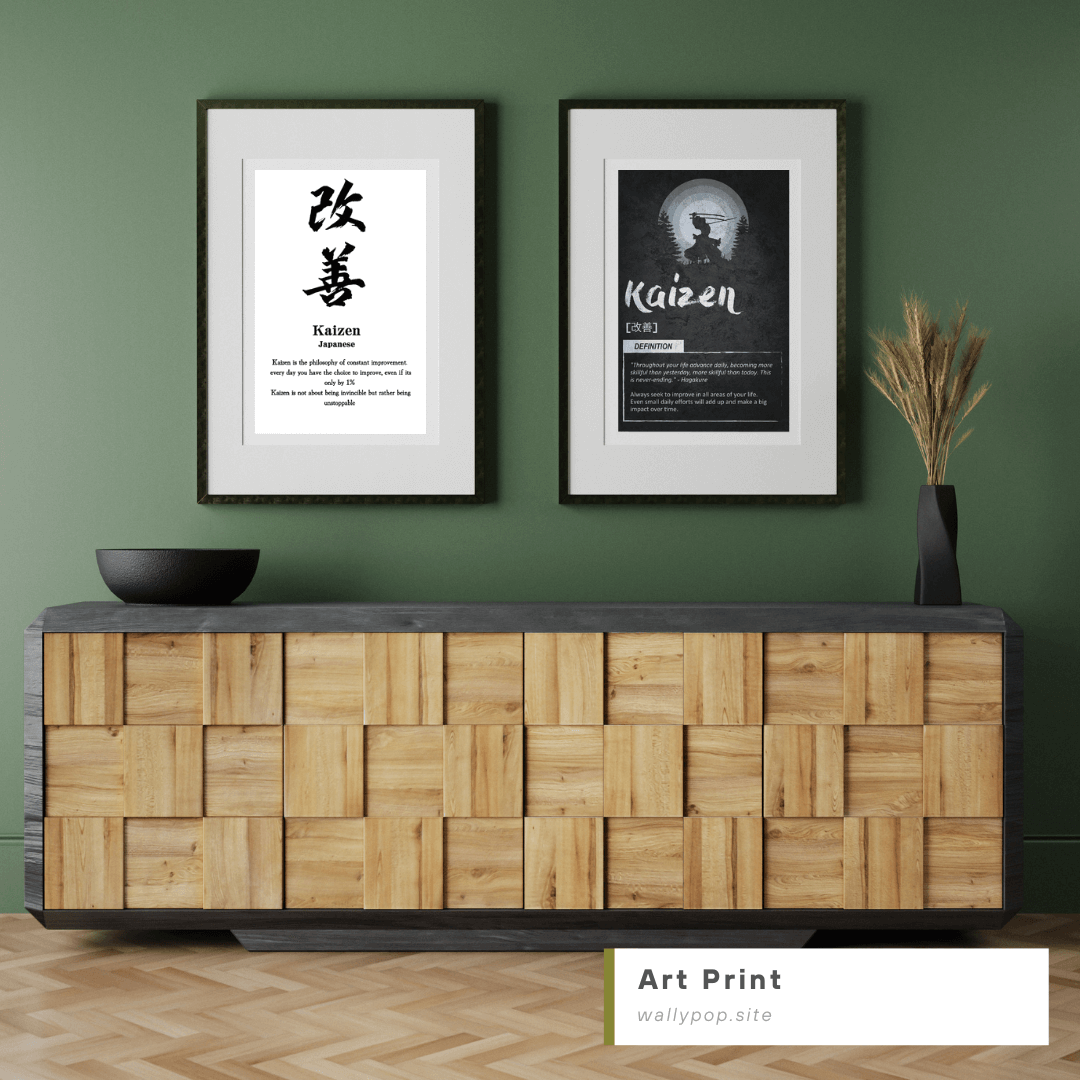 改
善
Kaizen
Japanese
Kaizen is the philosophy of constant improvement.
every day you have the choice to improve, even if its
only by 1%
Kaizen is not about being invincible but rather being
unstoppable
Kaizen
[改善]
DEFINITION
"Throughout your life advance daily, becoming more
skillful than yesterday, more skillful than today. This
is never-ending." - Hagakure
Always seek to improve in all areas of your life.
Even small daily efforts will add up and make a big
impact over time.
Art Print
wallypop.site